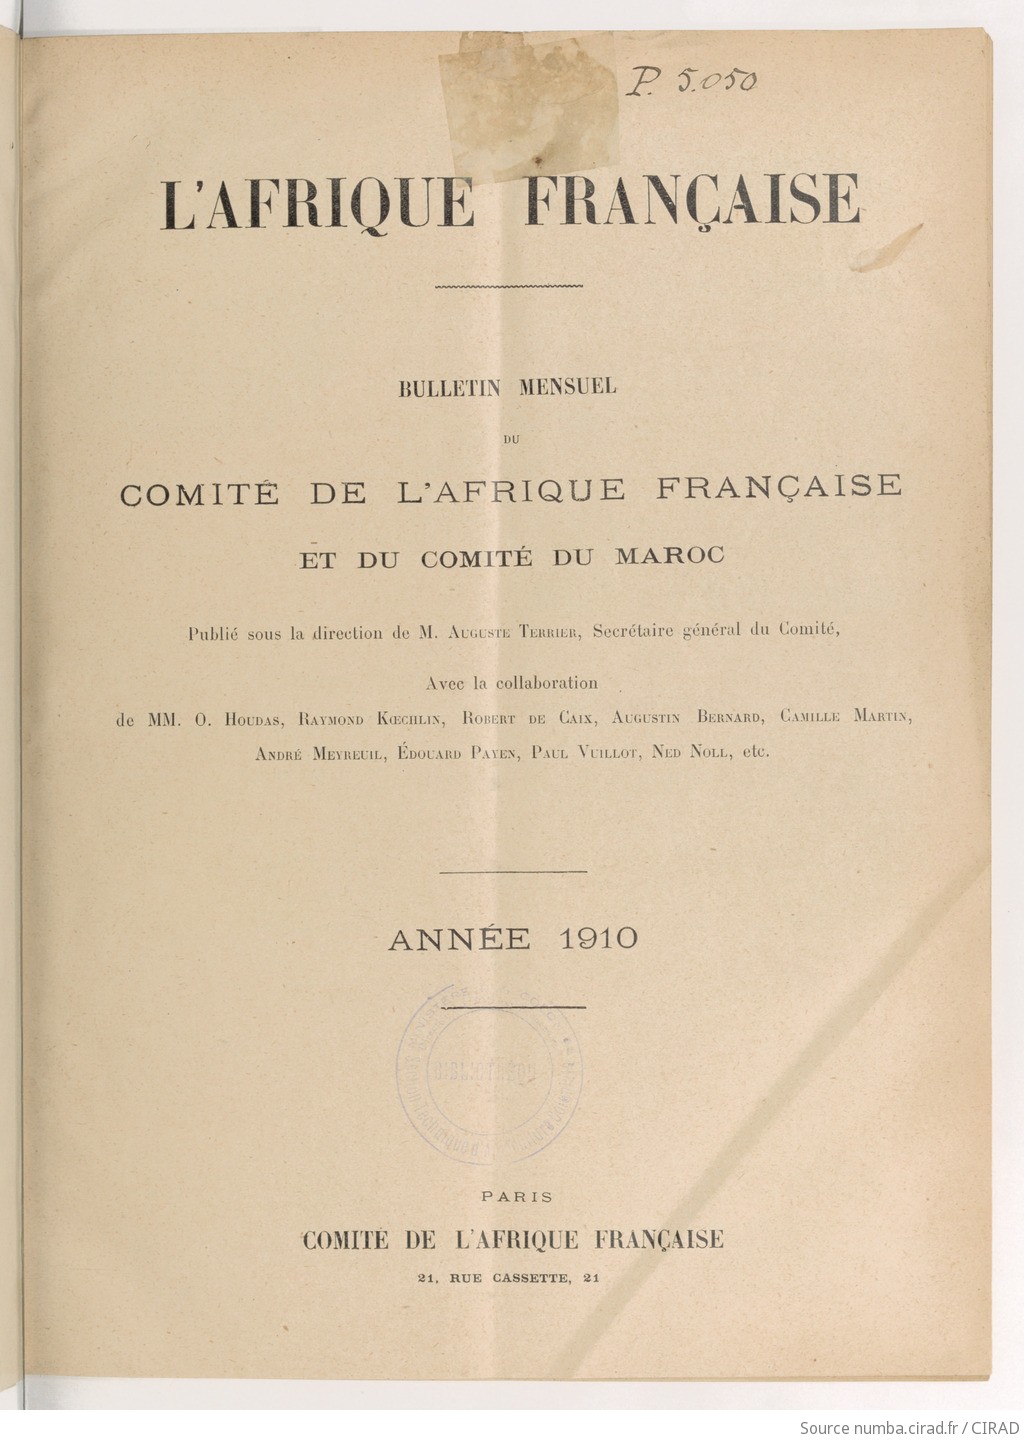 P. 5.050
L'AFRIQUE FRANÇAISE
BULLETIN MENSUEL
DU
COMITÉ DE L'AFRIQUE FRANÇAISE
ET DU COMITÉ DU MAROC
Publié sous la direction de M. AUGUSTE TERRIER, Secrétaire général du Comité,
Avec la collaboration
de MM. O. HOUDAS, RAYMOND KŒCHLIN, ROBERT DE CAIX, AUGUSTIN BERNARD, CAMILLE MARTIN,
ANDRÉ MEYREUIL, ÉDOUARD PAYEN, PAUL VUILLOT, NED NOLL, etc.
ANNÉE 1910
PARIS
COMITÉ DE L'AFRIQUE FRANÇAISE
21, RUE CASSETTE, 21
Source numba.cirad.fr / CIRAD